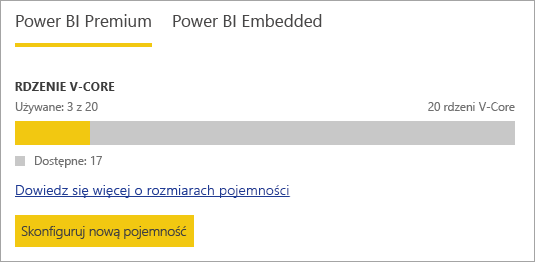 Power BI Premium Power BI Embedded
RDZENIE V-CORE
Używane: 3 z 20 20 rdzeni V-Core
Dostępne: 17
Dowiedz się więcej o rozmiarach pojemności
Skonfiguruj nową pojemność